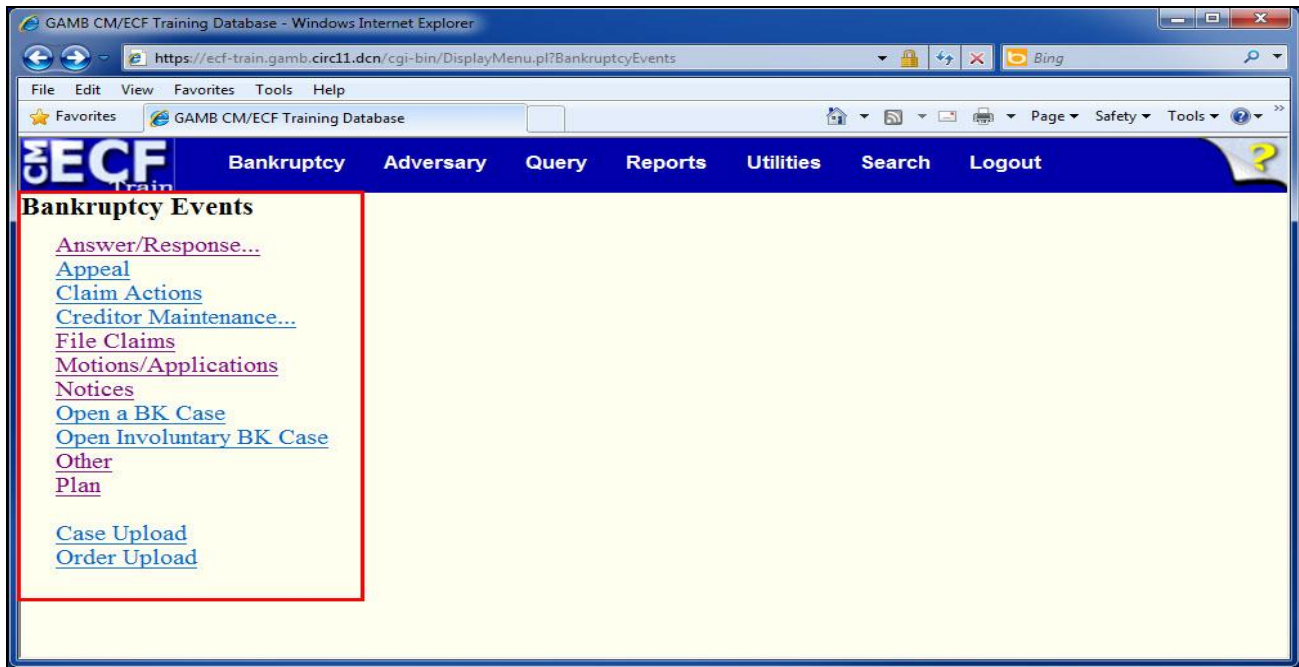 GAMB CM/ECF Training Database - Windows Internet Explorer
https://ecf-train.gamb.circ11.dcn/cgi-bin/DisplayMenu.pl?BankruptcyEvents Bing
File Edit View Favorites Tools Help
Favorites GAMB CM/ECF Training Database Page Safety Tools
CM ECF Train Bankruptcy Adversary Query Reports Utilities Search Logout ?
Bankruptcy Events
Answer/Response...
Appeal
Claim Actions
Creditor Maintenance...
File Claims
Motions/Applications
Notices
Open a BK Case
Open Involuntary BK Case
Other
Plan
Case Upload
Order Upload